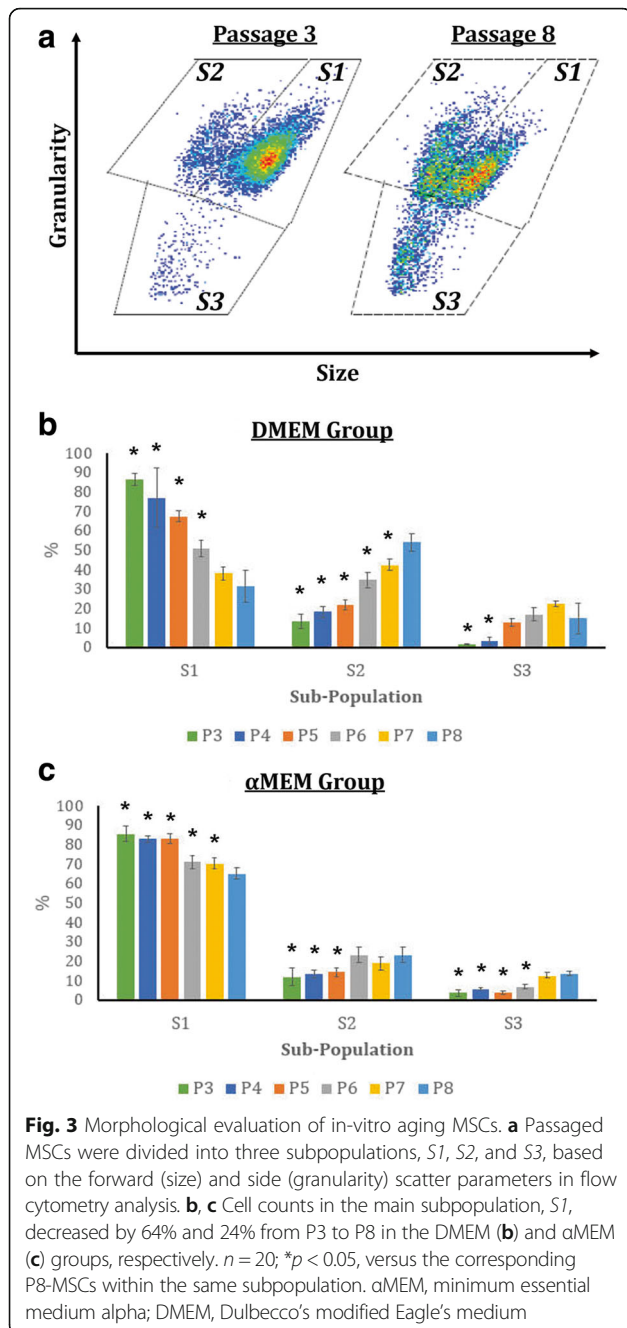 a
Passage 3 Passage 8
S2 S1 S2 S1
S3 S3
Granularity
Size
b
DMEM Group
100
90
80
70
60
50
40
30
20
10
0
%
* * * * * * * * * * *
S1 S2 S3
Sub-Population
P3 P4 P5 P6 P7 P8
c
αMEM Group
100
90
80
70
60
50
40
30
20
10
0
%
* * * * * * * * * * * *
S1 S2 S3
Sub-Population
P3 P4 P5 P6 P7 P8
Fig. 3 Morphological evaluation of in-vitro aging MSCs. a Passaged
MSCs were divided into three subpopulations, S1, S2, and S3, based
on the forward (size) and side (granularity) scatter parameters in flow
cytometry analysis. b, c Cell counts in the main subpopulation, S1,
decreased by 64% and 24% from P3 to P8 in the DMEM (b) and αMEM
(c) groups, respectively. n = 20; *p < 0.05, versus the corresponding
P8-MSCs within the same subpopulation. αMEM, minimum essential
medium alpha; DMEM, Dulbecco's modified Eagle's medium